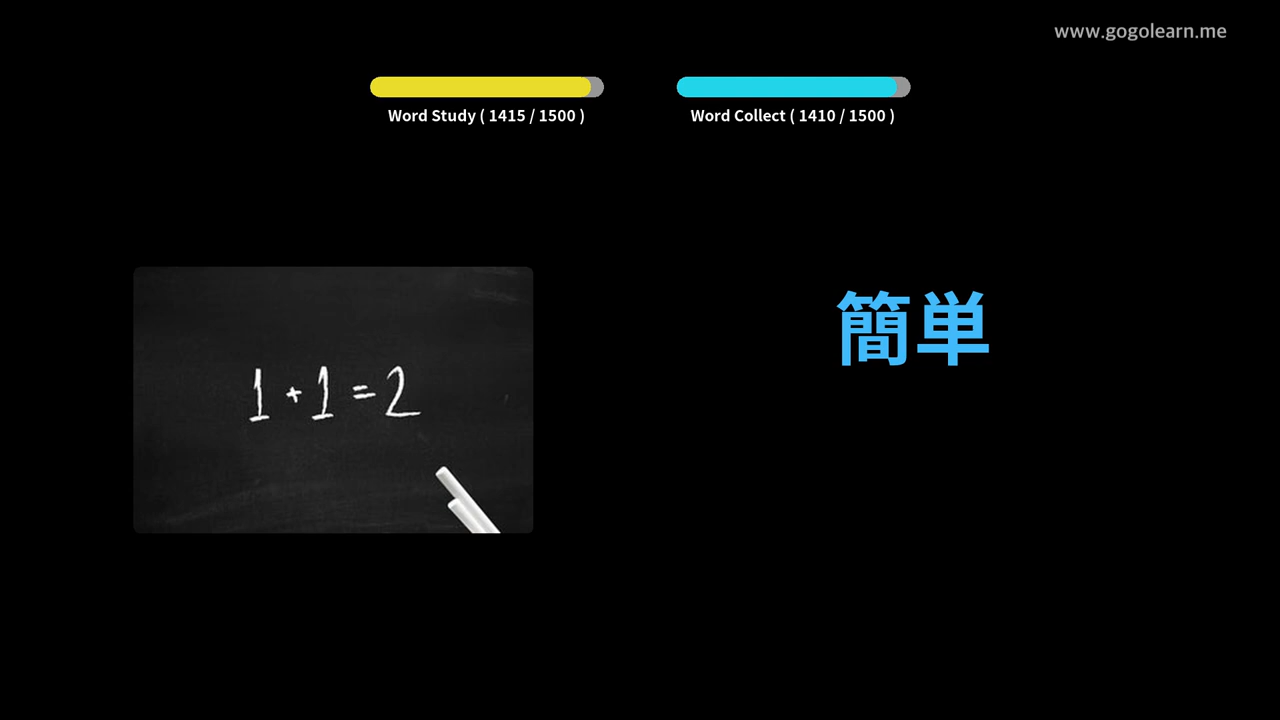 www.gogolearn.me
Word Study ( 1415 / 1500 )
Word Collect ( 1410 / 1500 )
簡単
1 + 1 = 2